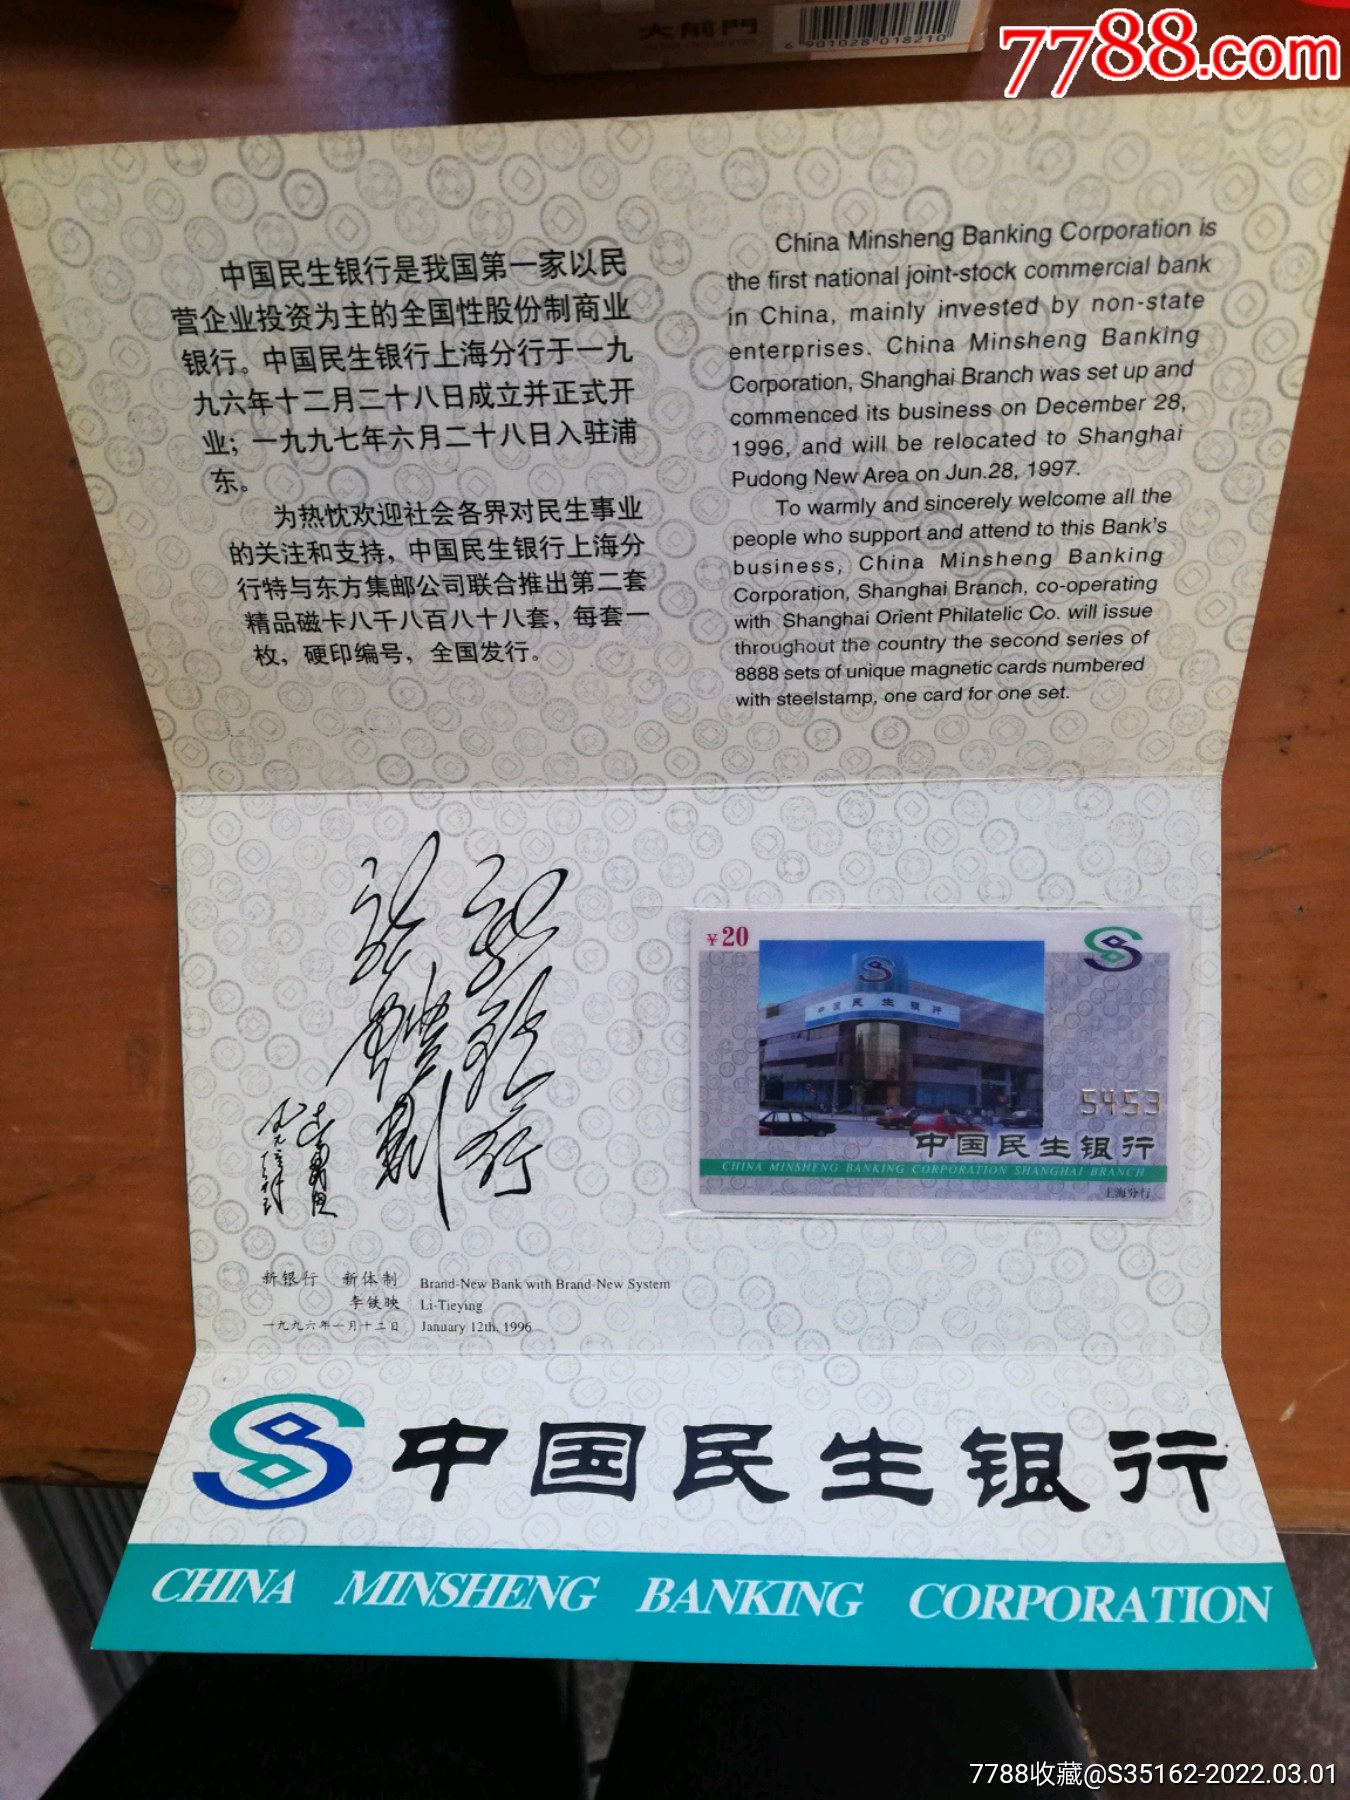 大前門
6 901028 018210
7788.com
中国民生银行是我国第一家以民
营企业投资为主的全国性股份制商业
银行。中国民生银行上海分行于一九
九六年十二月二十八日成立并正式开
业；一九九七年六月二十八日入驻浦
东。
为热忱欢迎社会各界对民生事业
的关注和支持，中国民生银行上海分
行特与东方集邮公司联合推出第二套
精品磁卡八千八百八十八套，每套一
枚，硬印编号，全国发行。
China Minsheng Banking Corporation is
the first national joint-stock commercial bank
in China, mainly invested by non-state
enterprises. China Minsheng Banking
Corporation, Shanghai Branch was set up and
commenced its business on December 28,
1996, and will be relocated to Shanghai
Pudong New Area on Jun.28, 1997.
To warmly and sincerely welcome all the
people who support and attend to this Bank's
business, China Minsheng Banking
Corporation, Shanghai Branch, co-operating
with Shanghai Orient Philatelic Co. will issue
throughout the country the second series of
8888 sets of unique magnetic cards numbered
with steelstamp, one card for one set.
新银行
新体制
李铁映
¥20
中国民生银行
5453
中国民生银行
CHINA MINSHENG BANKING CORPORATION SHANGHAI BRANCH
上海分行
新银行 新体制 Brand-New Bank with Brand-New System
李铁映 Li-Tieying
一九九六年一月十二日 January 12th, 1996
中国民生银行
CHINA MINSHENG BANKING CORPORATION
7788收藏@S35162-2022.03.01